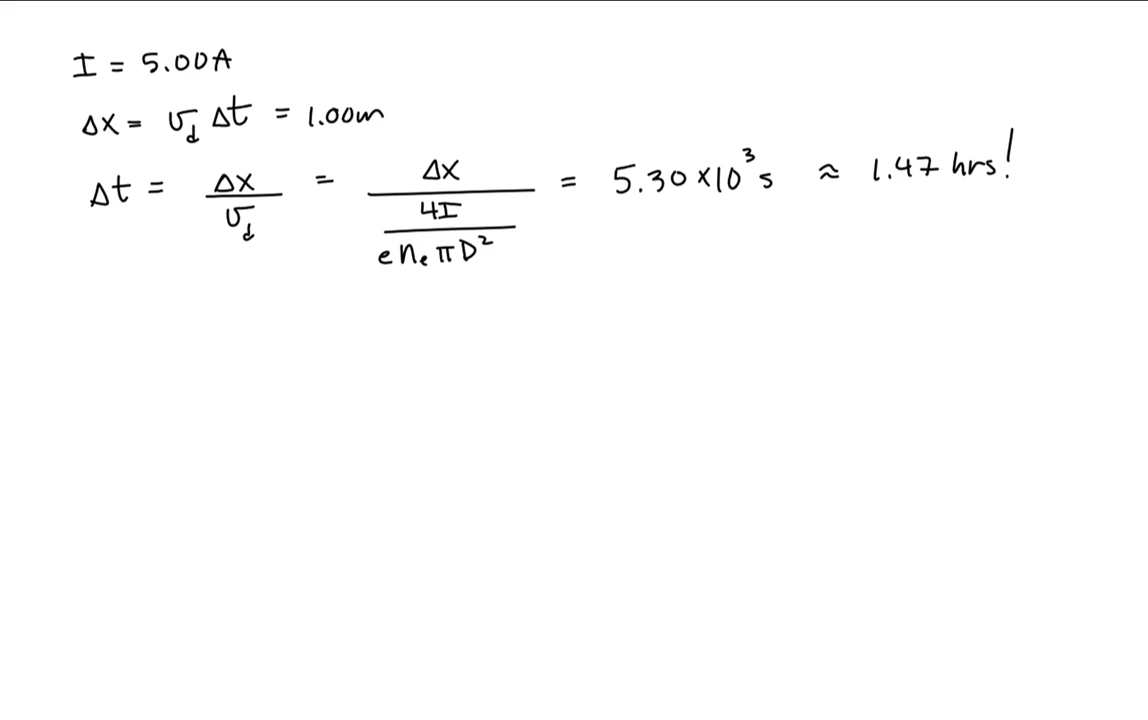 I = 5.00A
Δx = v_d Δt = 1.00m
Δt = Δx / v_d = Δx / (4I / (e n_e π D²)) = 5.30 × 10³ s ≈ 1.47 hrs!